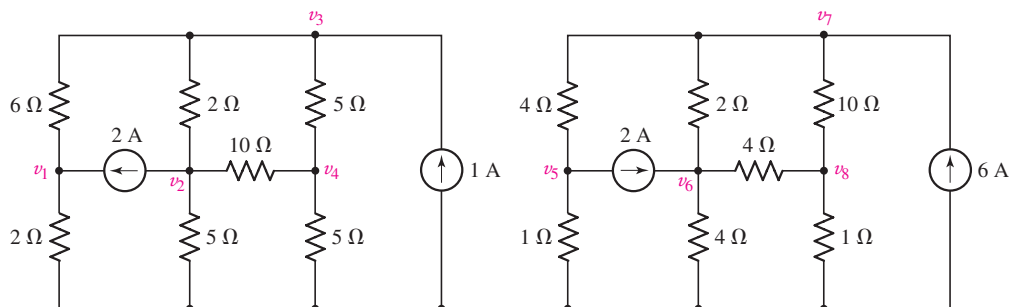 v3 v7
6 Ω 2 Ω 5 Ω 4 Ω 2 Ω 10 Ω
2 A 10 Ω 2 A 4 Ω
v1 v2 v4 1 A v5 v6 v8 6 A
2 Ω 5 Ω 5 Ω 1 Ω 4 Ω 1 Ω